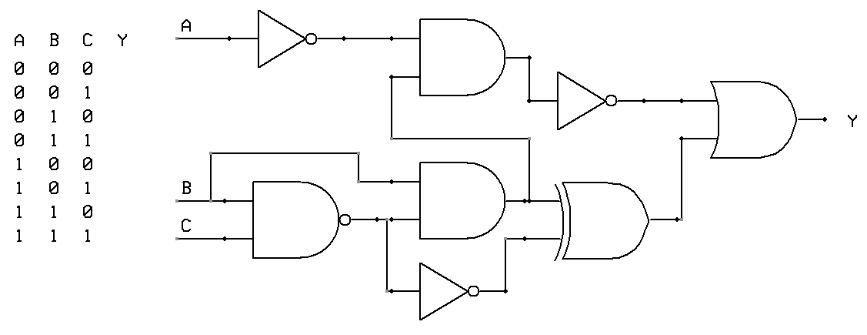 A B C Y
0 0 0
0 0 1
0 1 0
0 1 1
1 0 0
1 0 1
1 1 0
1 1 1
A
B
C
Y